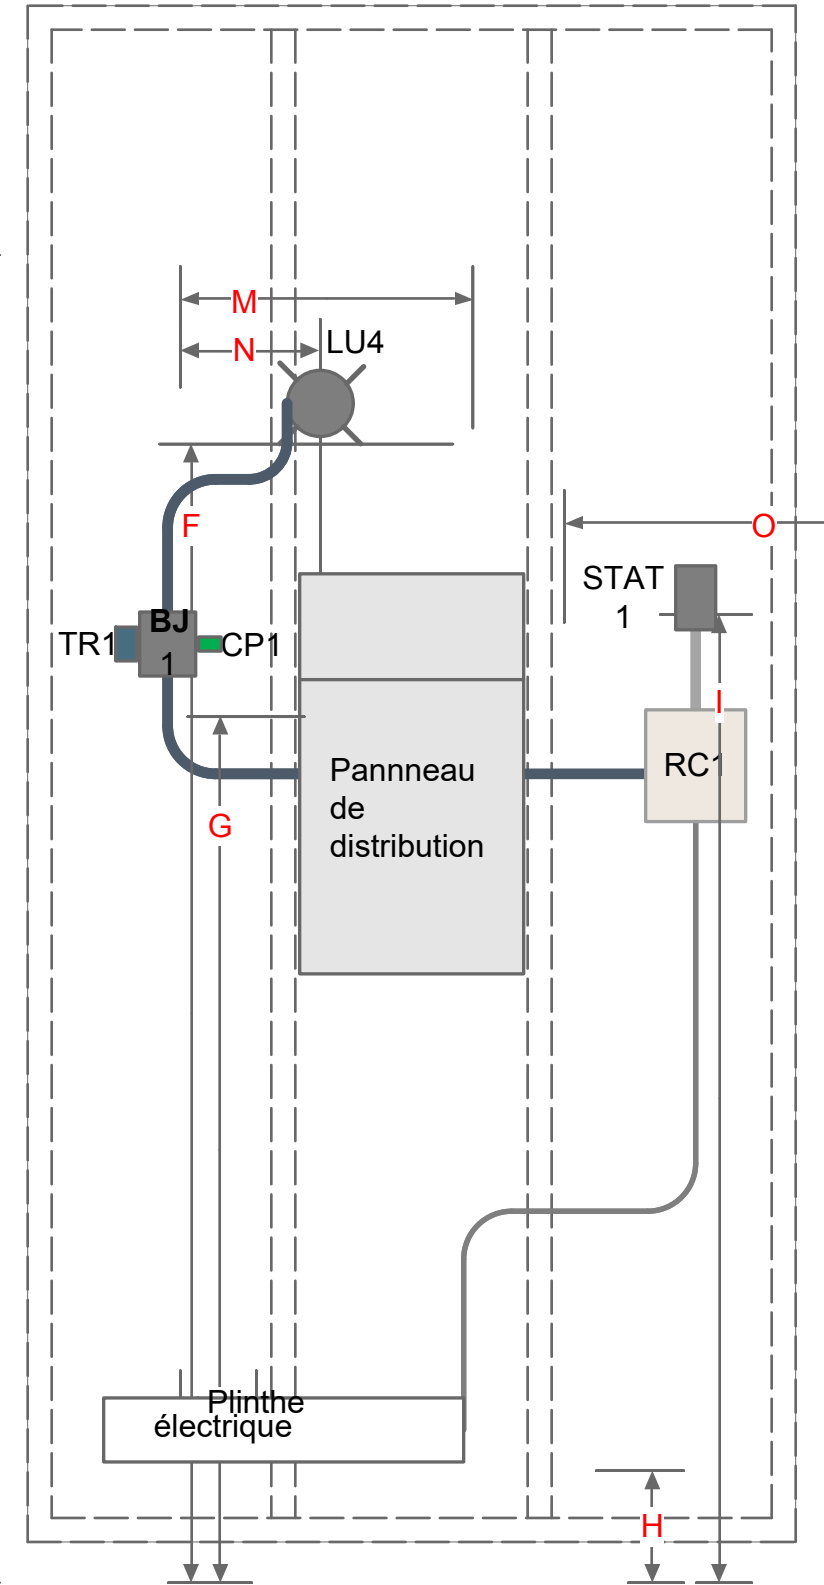 M
N
LU4
F
O
STAT
1
BJ
1
TR1
CP1
I
RC1
Pannneau
de
distribution
G
Plinthe
électrique
H